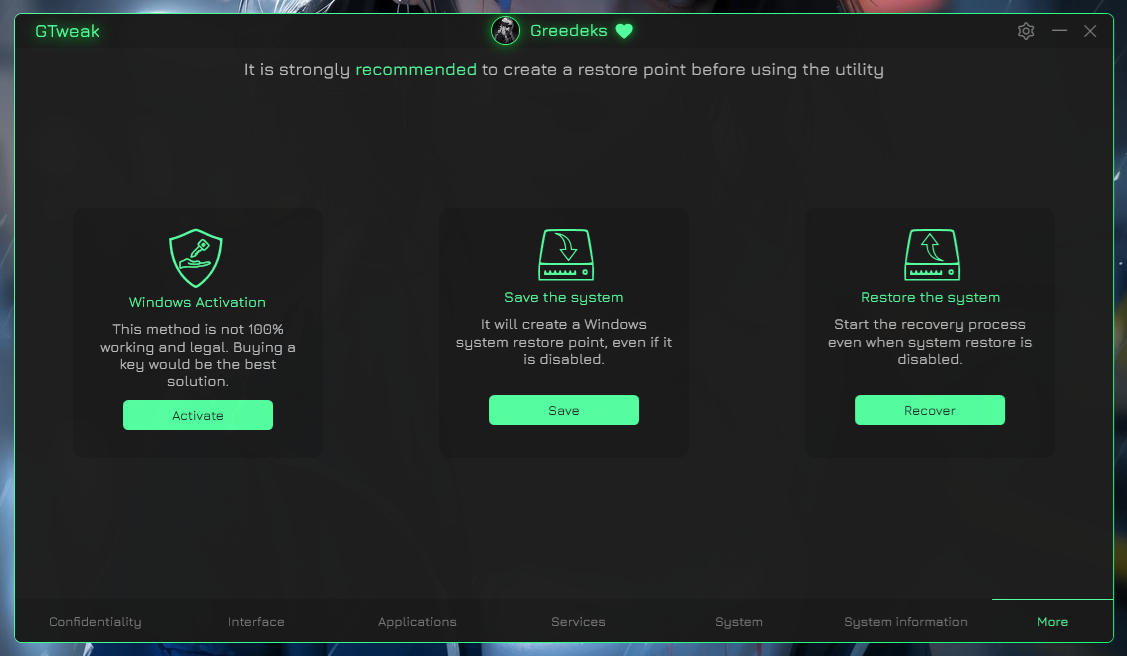 GTweak
Greedeks
It is strongly recommended to create a restore point before using the utility
Windows Activation
This method is not 100%
working and legal. Buying a
key would be the best
solution.
Activate
Save the system
It will create a Windows
system restore point, even if it
is disabled.
Save
Restore the system
Start the recovery process
even when system restore is
disabled.
Recover
Confidentiality
Interface
Applications
Services
System
System information
More